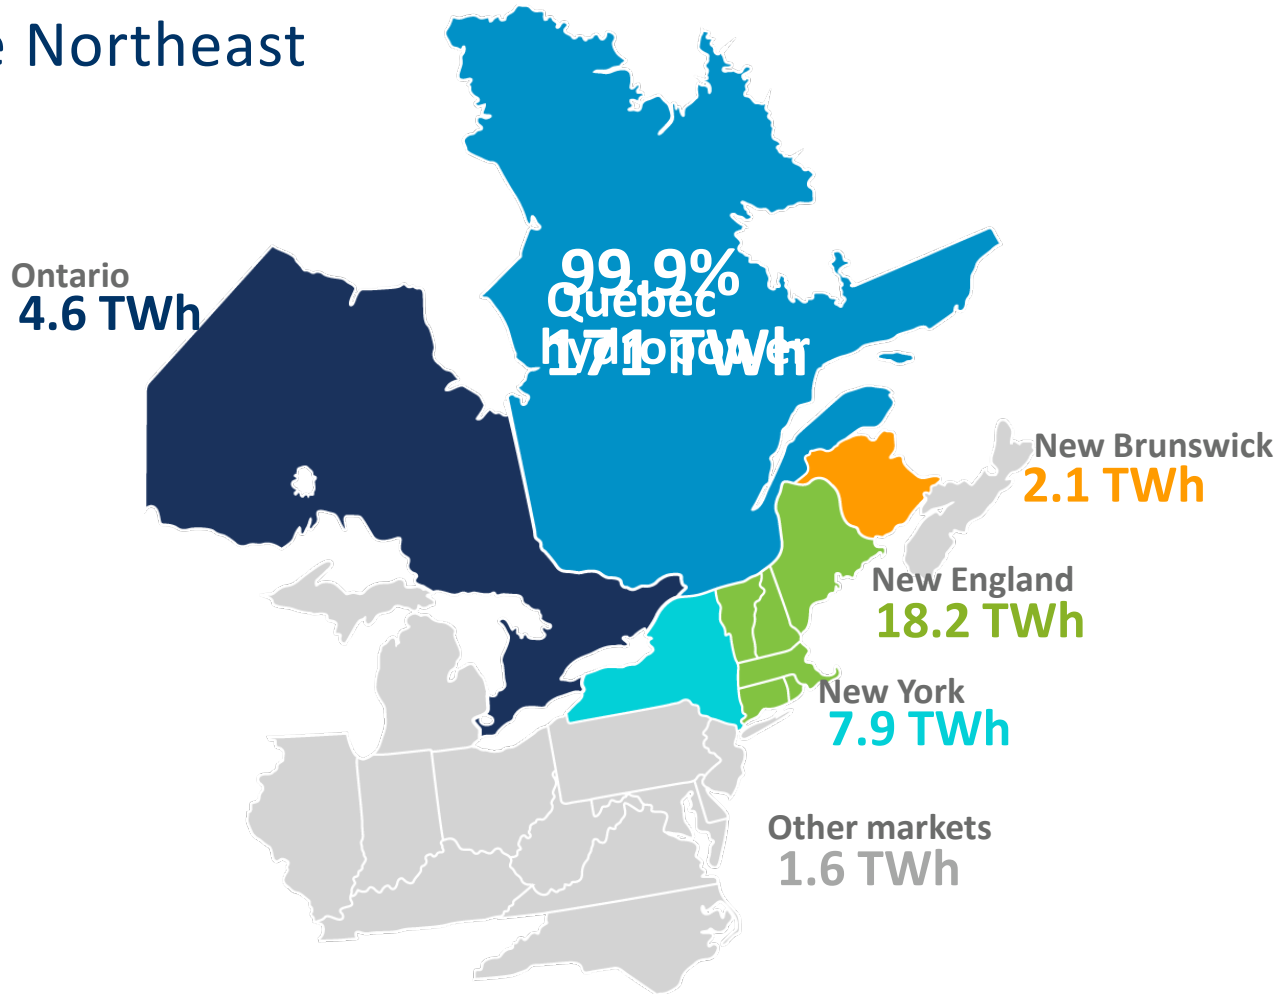 e Northeast
Ontario
4.6 TWh
99.9%
Québec
hydropower
171 TWh
New Brunswick
2.1 TWh
New England
18.2 TWh
New York
7.9 TWh
Other markets
1.6 TWh